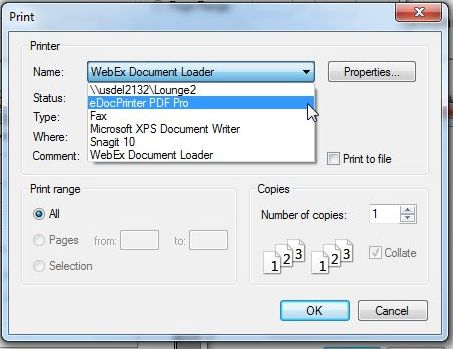 Print
Printer
Name: WebEx Document Loader Properties...
\\usdel2132\Lounge2
Status: eDocPrinter PDF Pro
Type: Fax
Where: Microsoft XPS Document Writer
Snagit 10
Comment: WebEx Document Loader Print to file
Print range Copies
All Number of copies: 1
Pages from: to:
1 2 3 1 2 3 Collate
Selection
OK Cancel